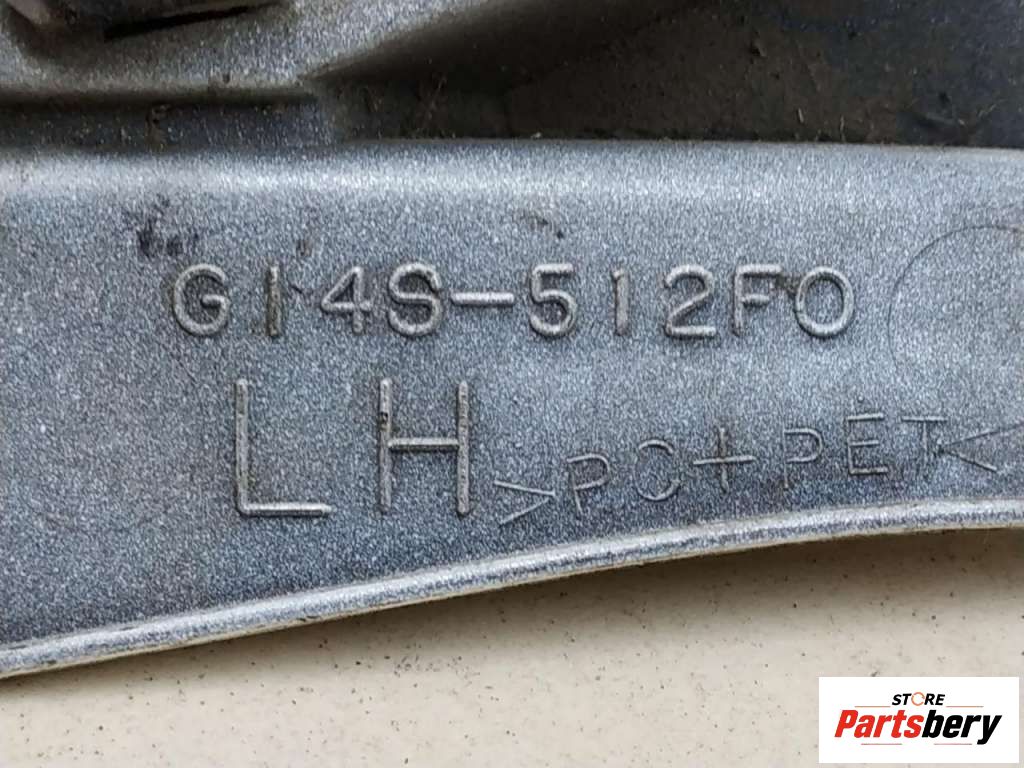 G14S-512F0
LH >PC+PET<
STORE
Partsbery